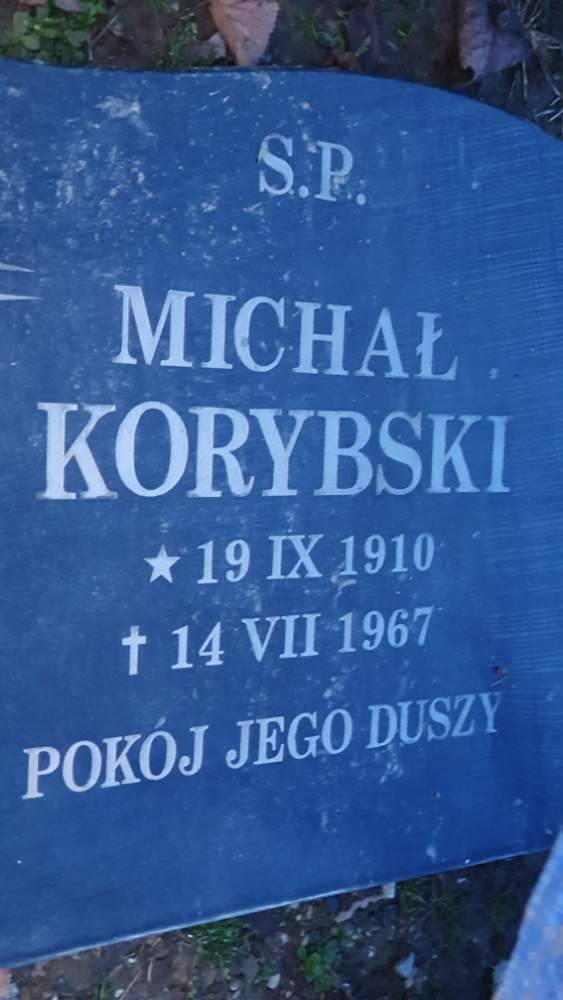 S.P.
MICHAŁ
KORYBSKI
★ 19 IX 1910
✝ 14 VII 1967
POKÓJ JEGO DUSZY